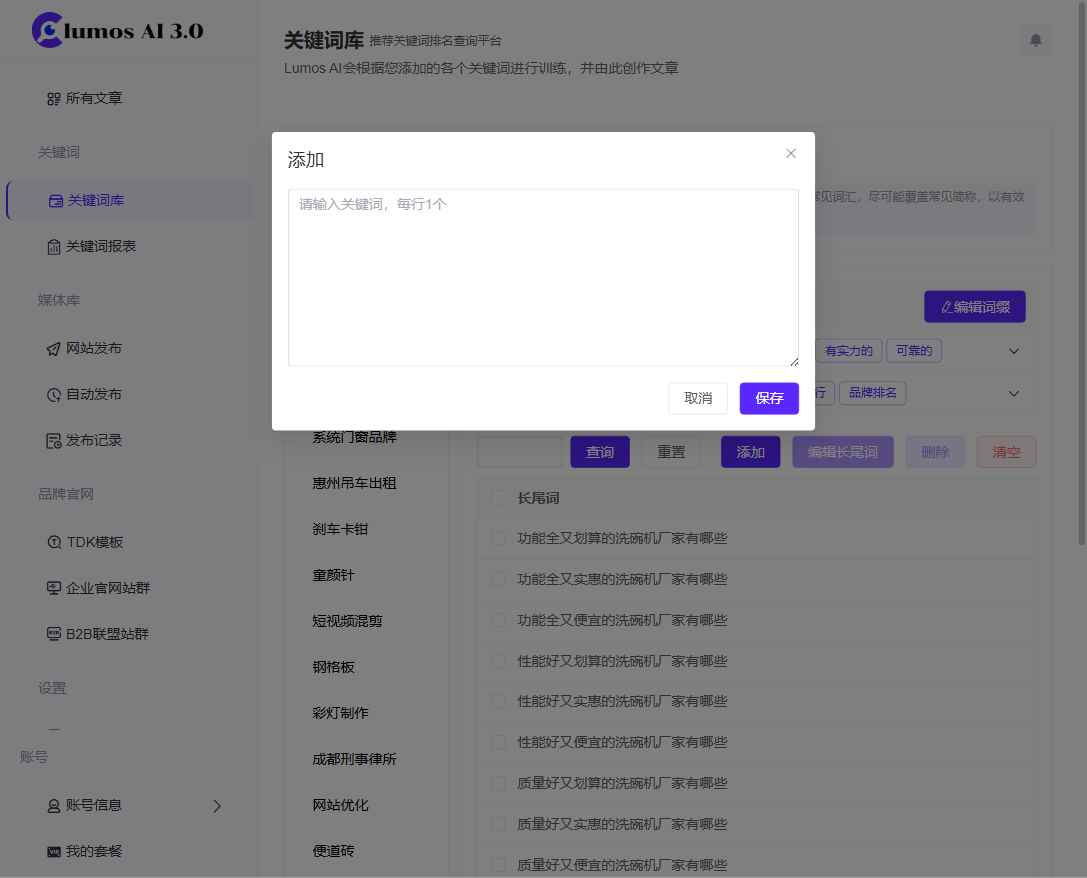 lumos AI 3.0
所有文章
关键词
关键词库
关键词报表
媒体库
网站发布
自动发布
发布记录
品牌官网
TDK模板
企业官网站群
B2B联盟站群
设置
账号
账号信息
我的套餐
关键词库 推荐关键词排名查询平台
Lumos AI会根据您添加的各个关键词进行训练，并由此创作文章
常见词汇，尽可能覆盖常见简称，以有效
编辑词缀
有实力的 可靠的
行 品牌排名
添加
请输入关键词，每行1个
取消 保存
系统门窗品牌
惠州吊车出租
刹车卡钳
童颜针
短视频混剪
钢格板
彩灯制作
成都刑事律所
网站优化
便道砖
查询 重置 添加 编辑长尾词 删除 清空
长尾词
功能全又划算的洗碗机厂家有哪些
功能全又实惠的洗碗机厂家有哪些
功能全又便宜的洗碗机厂家有哪些
性能好又划算的洗碗机厂家有哪些
性能好又实惠的洗碗机厂家有哪些
性能好又便宜的洗碗机厂家有哪些
质量好又划算的洗碗机厂家有哪些
质量好又实惠的洗碗机厂家有哪些
质量好又便宜的洗碗机厂家有哪些